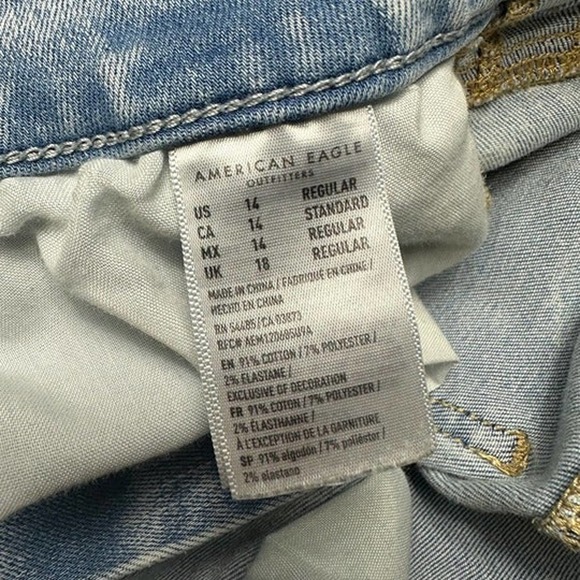 AMERICAN EAGLE
OUTFITTERS
US 14 REGULAR
CA 14 STANDARD
MX 14 REGULAR
UK 18 REGULAR
MADE IN CHINA / FABRIQUÉ EN CHINE /
HECHO EN CHINA
RN 54485 / CA 03873
RFC# AEM120605U9A
EN 91% COTTON / 7% POLYESTER /
2% ELASTANE /
EXCLUSIVE OF DECORATION
FR 91% COTON / 7% POLYESTER /
2% ÉLASTHANNE /
À L'EXCEPTION DE LA GARNITURE
SP 91% algodón / 7% poliéster /
2% elastano